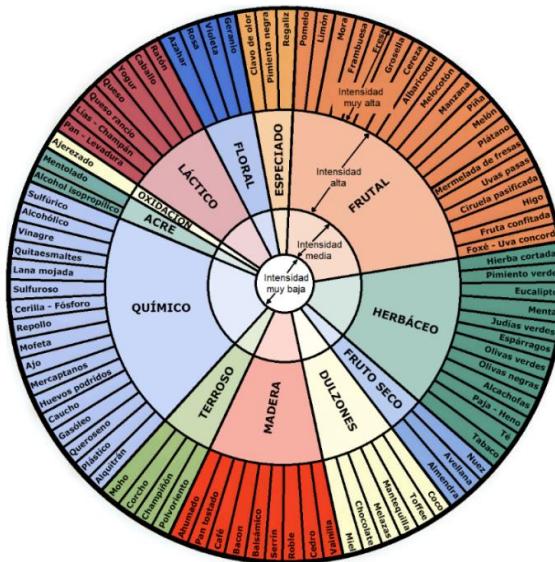 Clavo de olor
Pimienta negra
Regaliz
Pomelo
Limón
Mora
Frambuesa
Fresa
Grosella
Cereza
Albaricoque
Melocotón
Manzana
Piña
Melón
Plátano
Mermelada de fresas
Uvas pasas
Ciruela pasificada
Higo
Fruta confitada
Foxé - Uva concord
Hierba cortada
Pimiento verde
Eucalipto
Menta
Judías verdes
Espárragos
Olivas verdes
Olivas negras
Alcachofas
Paja - Heno
Té
Tabaco
Nuez
Avellana
Almendra
Coco
Toffee
Mantequilla
Melazas
Chocolate
Miel
Vainilla
Cedro
Roble
Serrín
Balsámico
Bacon
Café
Pan tostado
Ahumado
Polvoriento
Champiñón
Corcho
Moho
Alquitrán
Plástico
Queroseno
Gasóleo
Caucho
Huevos podridos
Mercaptanos
Ajo
Mofeta
Repollo
Cerilla - Fósforo
Sulfuroso
Lana mojada
Quitaesmaltes
Vinagre
Alcohólico
Sulfúrico
Alcohol isopropílico
Mentolado
Ajerezado
Pan - Levadura
Lías - Champán
Queso rancio
Queso
Yogur
Caballo
Ratón
Azahar
Rosa
Violeta
Geranio
ESPECIADO
FRUTAL
HERBÁCEO
FRUTO SECO
DULZONES
MADERA
TERROSO
QUÍMICO
ACRE
OXIDACIÓN
LÁCTICO
FLORAL
Intensidad
muy alta
Intensidad
alta
Intensidad
media
Intensidad
muy baja